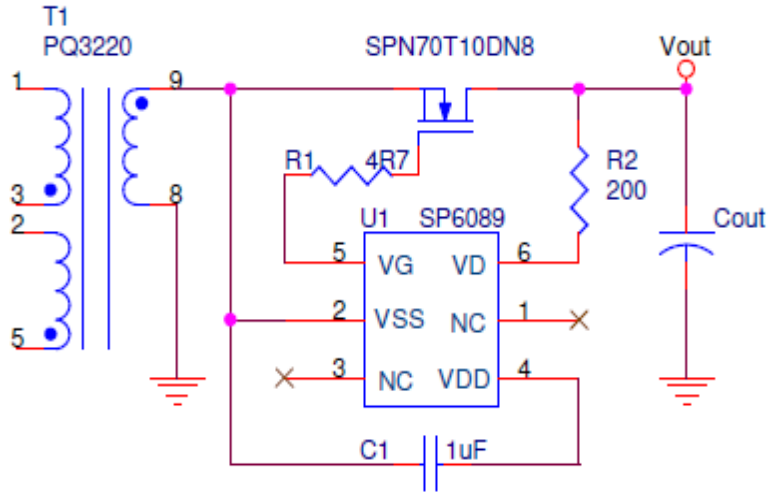 T1
PQ3220
SPN70T10DN8
Vout
1
9
R1 4R7
R2
200
3
8
2
U1 SP6089
Cout
5 VG VD 6
2 VSS NC 1
5
3 NC VDD 4
C1 1uF